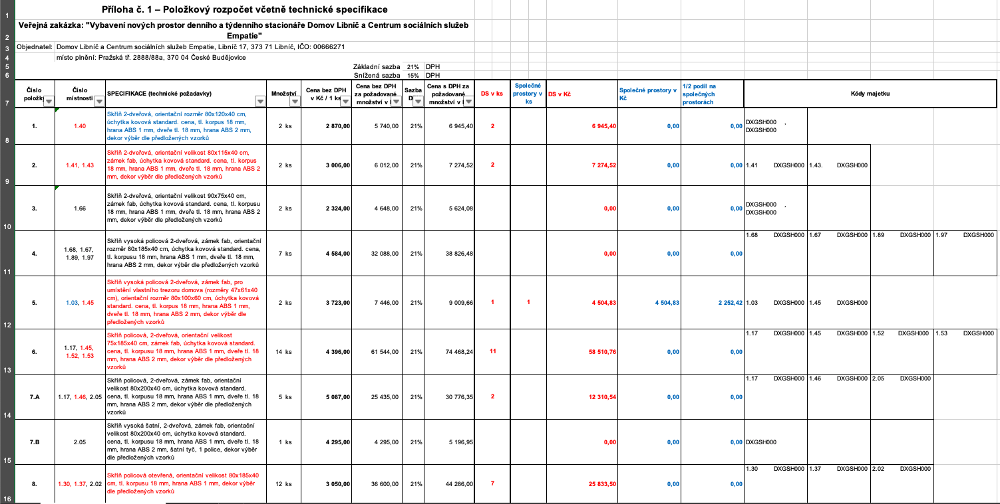 Příloha č. 1 – Položkový rozpočet včetně technické specifikace
1
Veřejná zakázka: "Vybavení nových prostor denního a týdenního stacionáře Domov Libníč a Centrum sociálních služeb
Empatie"
2
3 Objednatel: Domov Libníč a Centrum sociálních služeb Empatie, Libníč 17, 373 71 Libníč, IČO: 00666271
4 místo plnění: Pražská tř. 2888/88a, 370 04 České Budějovice
5 Základní sazba 21% DPH
6 Snížená sazba 15% DPH
7
Číslo
položky
Číslo
místnosti
SPECIFIKACE (technické požadavky)
Množství
Cena bez DPH
v Kč / 1 ks
Cena bez DPH
za požadované
množství v
Sazba
D
Cena s DPH za
požadované
množství v
DS v ks
Společné
prostory v
ks
DS v Kč
Společné prostory v
Kč
1/2 podíl na
společných
prostorách
Kódy majetku
8
1.
1.40
Skříň 2-dveřová, orientační rozměr 80x120x40 cm,
úchytka kovová standard. cena, tl. korpus 18 mm,
hrana ABS 1 mm, dveře tl. 18 mm, hrana ABS 2 mm,
dekor výběr dle předložených vzorků
2 ks
2 870,00
5 740,00
21%
6 945,40
2
6 945,40
0,00
0,00
DXGSH000 ,
DXGSH000
9
2.
1.41, 1.43
Skříň 2-dveřová, orientační velikost 80x115x40 cm,
zámek fab, úchytka kovová standard. cena, tl. korpus
18 mm, hrana ABS 1 mm, dveře tl. 18 mm, hrana ABS 2
mm, dekor výběr dle předložených vzorků
2 ks
3 006,00
6 012,00
21%
7 274,52
2
7 274,52
0,00
0,00
1.41 DXGSH000
1.43. DXGSH000
10
3.
1.66
Skříň 2-dveřová, orientační velikost 90x75x40 cm,
zámek fab, úchytka kovová standard. cena, tl. korpusu
18 mm, hrana ABS 1 mm, dveře tl. 18 mm, hrana ABS 2
mm, dekor výběr dle předložených vzorků
2 ks
2 324,00
4 648,00
21%
5 624,08
0,00
0,00
0,00
DXGSH000 ,
DXGSH000
11
4.
1.68, 1.67,
1.89, 1.97
Skříň vysoká policová 2-dveřová, zámek fab, orientační
rozměr 80x185x40 cm, úchytka kovová standard. cena,
tl. korpusu 18 mm, hrana ABS 1 mm, dveře tl. 18 mm,
hrana ABS 2 mm, dekor výběr dle předložených vzorků
7 ks
4 584,00
32 088,00
21%
38 826,48
0,00
0,00
0,00
1.68 DXGSH000
1.67 DXGSH000
1.89 DXGSH000
1.97 DXGSH000
12
5.
1.03, 1.45
Skříň vysoká policová 2-dveřová, zámek fab, pro
umístění vlastního trezoru domova (rozměry 47x61x40
cm), orientační rozměr 80x100x60 cm, úchytka kovová
standard. cena, tl. korpus 18 mm, hrana ABS 1 mm,
dveře tl. 18 mm, hrana ABS 2 mm, dekor výběr dle
předložených vzorků
2 ks
3 723,00
7 446,00
21%
9 009,66
1
1
4 504,83
4 504,83
2 252,42
1.03 DXGSH000
1.45 DXGSH000
13
6.
1.17, 1.45,
1.52, 1.53
Skříň policová, 2-dveřová, orientační velikost
75x185x40 cm, zámek fab, úchytka kovová standard.
cena, tl. korpusu 18 mm, hrana ABS 1 mm, dveře tl. 18
mm, hrana ABS 2 mm, dekor výběr dle předložených
vzorků
14 ks
4 396,00
61 544,00
21%
74 468,24
11
58 510,76
0,00
0,00
1.17 DXGSH000
1.45 DXGSH000
1.52 DXGSH000
1.53 DXGSH000
14
7.A
1.17, 1.46, 2.05
Skříň policová, 2-dveřová, zámek fab, orientační
velikost 80x200x40 cm, úchytka kovová standard.
cena, tl. korpusu 18 mm, hrana ABS 1 mm, dveře tl. 18
mm, hrana ABS 2 mm, dekor výběr dle předložených
vzorků
5 ks
5 087,00
25 435,00
21%
30 776,35
2
12 310,54
0,00
0,00
1.17 DXGSH000
1.46 DXGSH000
2.05 DXGSH000
15
7.B
2.05
Skříň vysoká šatní, 2-dveřová, zámek fab, orientační
velikost 80x200x40 cm, úchytka kovová standard.
cena, tl. korpusu 18 mm, hrana ABS 1 mm, dveře tl. 18
mm, hrana ABS 2 mm, šatní tyč, 1 police, dekor výběr
dle předložených vzorků
1 ks
4 295,00
4 295,00
21%
5 196,95
0,00
0,00
0,00
DXGSH000
16
8.
1.30, 1.37, 2.02
Skříň policová otevřená, orientační velikost 80x185x40
cm, tl. korpusu 18 mm, hrana ABS 1 mm, dekor výběr
dle předložených vzorků
12 ks
3 050,00
36 600,00
21%
44 286,00
7
25 833,50
0,00
0,00
1.30 DXGSH000
1.37 DXGSH000
2.02 DXGSH000